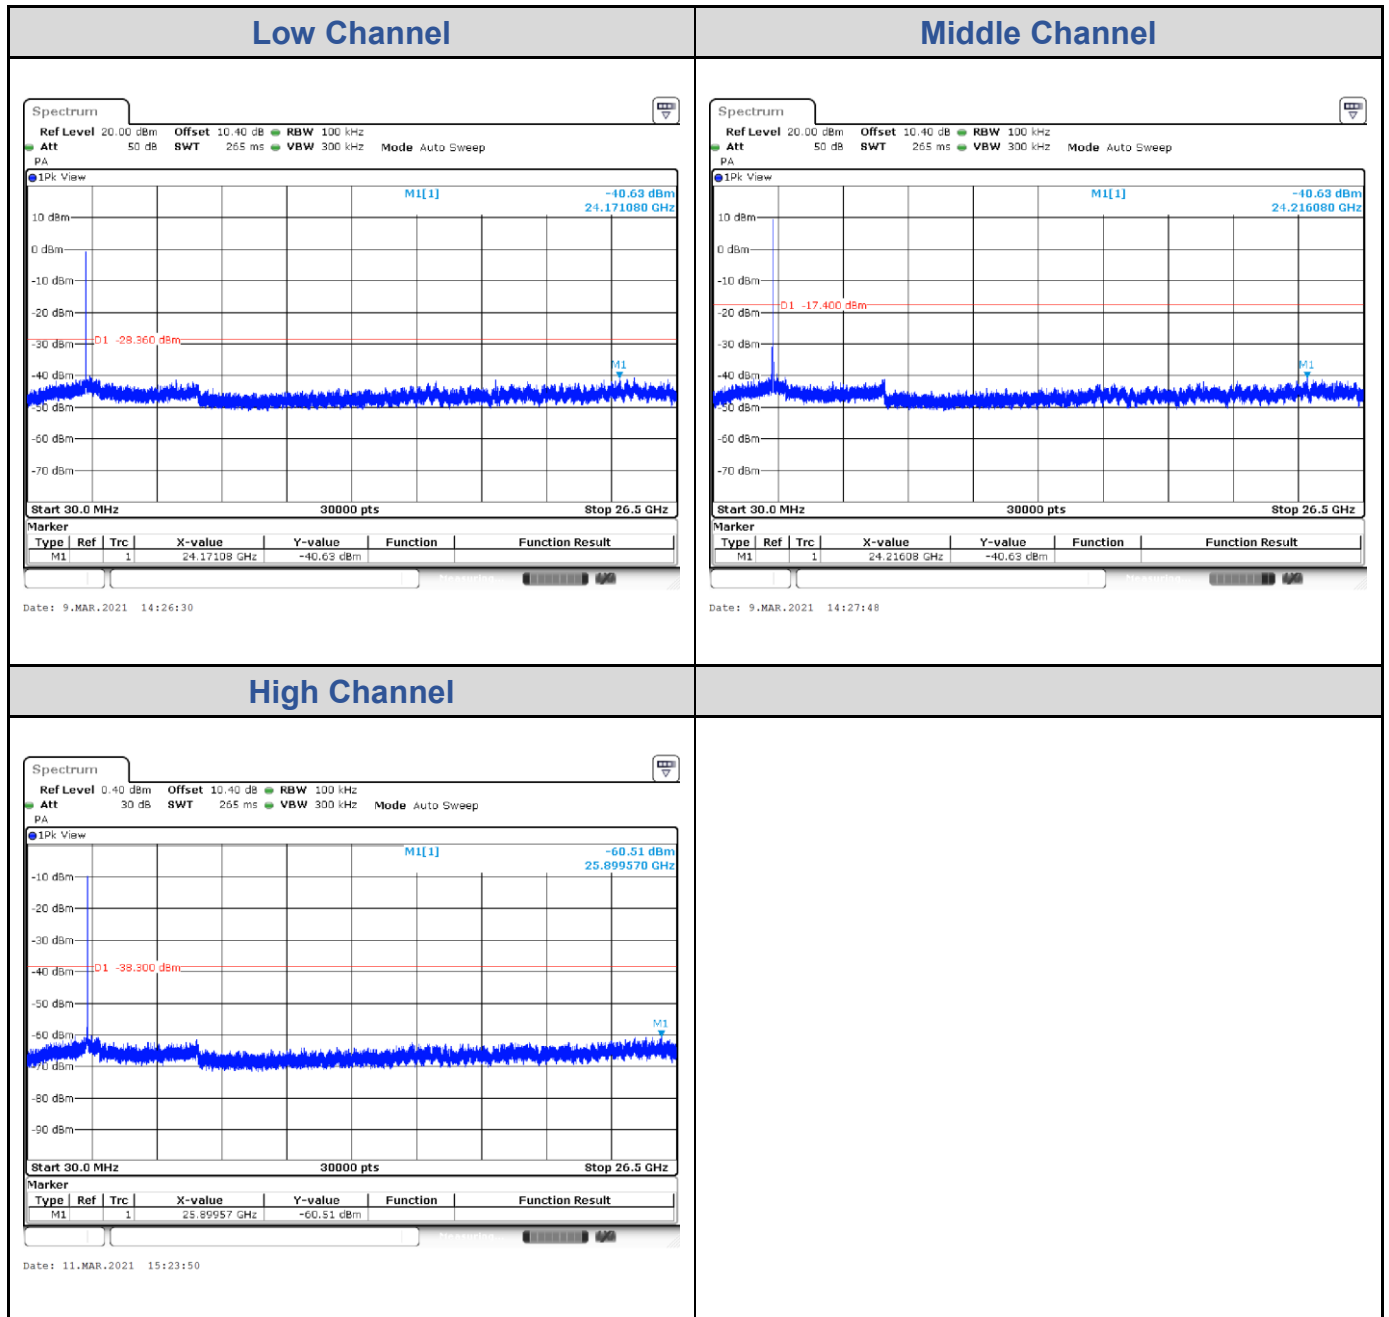 Low Channel
Middle Channel
Spectrum
Ref Level 20.00 dBm Offset 10.40 dB RBW 100 kHz
Att 50 dB SWT 265 ms VBW 300 kHz Mode Auto Sweep
PA
1Pk View
M1[1] -40.63 dBm
24.171080 GHz
10 dBm
0 dBm
-10 dBm
-20 dBm
D1 -28.360 dBm
-30 dBm
M1
-40 dBm
-50 dBm
-60 dBm
-70 dBm
Start 30.0 MHz 30000 pts Stop 26.5 GHz
Marker
Type Ref Trc X-value Y-value Function Function Result
M1 1 24.17108 GHz -40.63 dBm
Measuring...
Date: 9.MAR.2021 14:26:30
Spectrum
Ref Level 20.00 dBm Offset 10.40 dB RBW 100 kHz
Att 50 dB SWT 265 ms VBW 300 kHz Mode Auto Sweep
PA
1Pk View
M1[1] -40.63 dBm
24.216080 GHz
10 dBm
0 dBm
-10 dBm
D1 -17.400 dBm
-20 dBm
-30 dBm
M1
-40 dBm
-50 dBm
-60 dBm
-70 dBm
Start 30.0 MHz 30000 pts Stop 26.5 GHz
Marker
Type Ref Trc X-value Y-value Function Function Result
M1 1 24.21608 GHz -40.63 dBm
Measuring...
Date: 9.MAR.2021 14:27:48
High Channel
Spectrum
Ref Level 0.40 dBm Offset 10.40 dB RBW 100 kHz
Att 30 dB SWT 265 ms VBW 300 kHz Mode Auto Sweep
PA
1Pk View
M1[1] -60.51 dBm
25.899570 GHz
-10 dBm
-20 dBm
-30 dBm
D1 -38.300 dBm
-40 dBm
-50 dBm
M1
-60 dBm
-70 dBm
-80 dBm
-90 dBm
Start 30.0 MHz 30000 pts Stop 26.5 GHz
Marker
Type Ref Trc X-value Y-value Function Function Result
M1 1 25.89957 GHz -60.51 dBm
Measuring...
Date: 11.MAR.2021 15:23:50